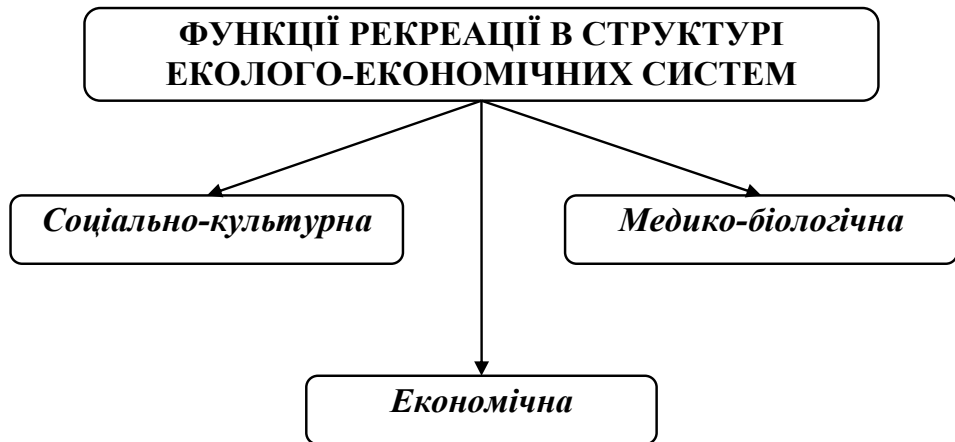 ФУНКЦІЇ РЕКРЕАЦІЇ В СТРУКТУРІ
ЕКОЛОГО-ЕКОНОМІЧНИХ СИСТЕМ
Соціально-культурна
Медико-біологічна
Економічна